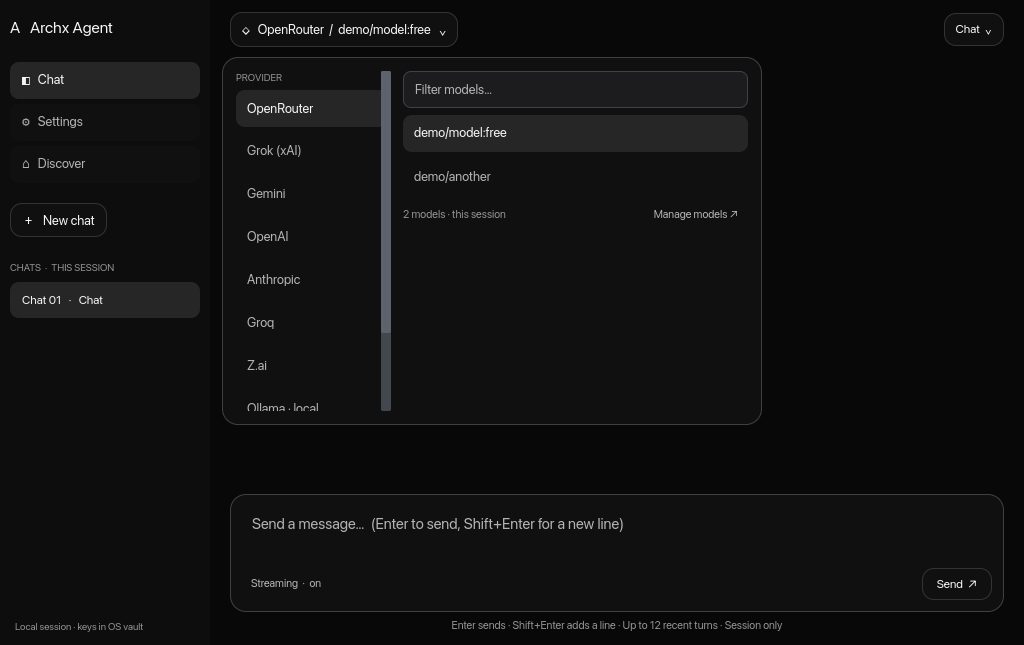 A Archx Agent
Chat
Settings
Discover
+ New chat
CHATS · THIS SESSION
Chat 01 · Chat
Local session · keys in OS vault
OpenRouter / demo/model:free
Chat
PROVIDER
OpenRouter
Grok (xAI)
Gemini
OpenAI
Anthropic
Groq
Z.ai
Ollama · local
Filter models...
demo/model:free
demo/another
2 models · this session
Manage models ↗
Send a message... (Enter to send, Shift+Enter for a new line)
Streaming · on
Send ↗
Enter sends · Shift+Enter adds a line · Up to 12 recent turns · Session only